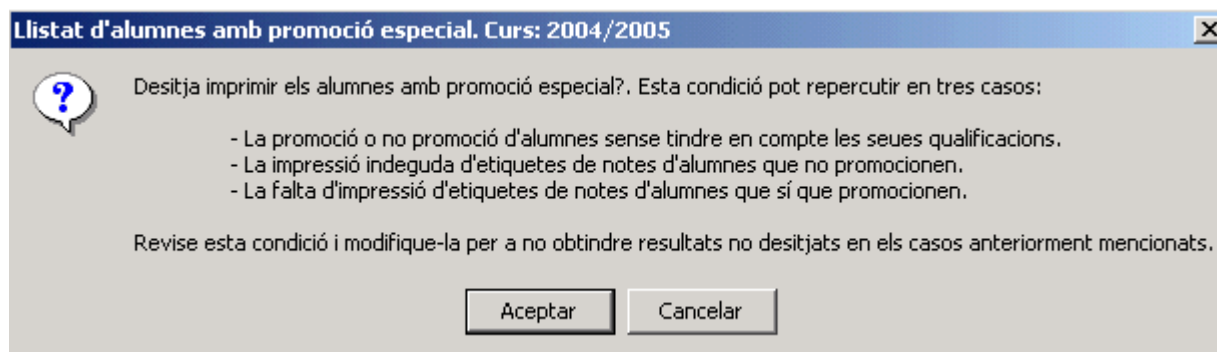 Llistat d'alumnes amb promoció especial. Curs: 2004/2005
Desitja imprimir els alumnes amb promoció especial?. Esta condició pot repercutir en tres casos:
- La promoció o no promoció d'alumnes sense tindre en compte les seues qualificacions.
- La impressió indeguda d'etiquetes de notes d'alumnes que no promocionen.
- La falta d'impressió d'etiquetes de notes d'alumnes que sí que promocionen.
Revise esta condició i modifique-la per a no obtindre resultats no desitjats en els casos anteriorment mencionats.
Aceptar
Cancelar